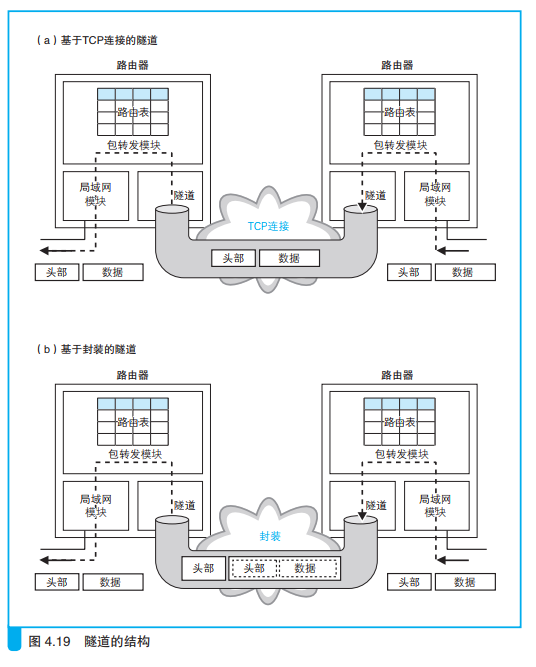 （a）基于TCP连接的隧道
路由器
路由器
路由表
路由表
包转发模块
包转发模块
局域网
模块
隧道
隧道
局域网
模块
TCP连接
头部 数据
头部 数据
头部 数据
（b）基于封装的隧道
路由器
路由器
路由表
路由表
包转发模块
包转发模块
局域网
模块
隧道
隧道
局域网
模块
封装
头部 头部 数据
头部 数据
头部 数据
图 4.19 隧道的结构